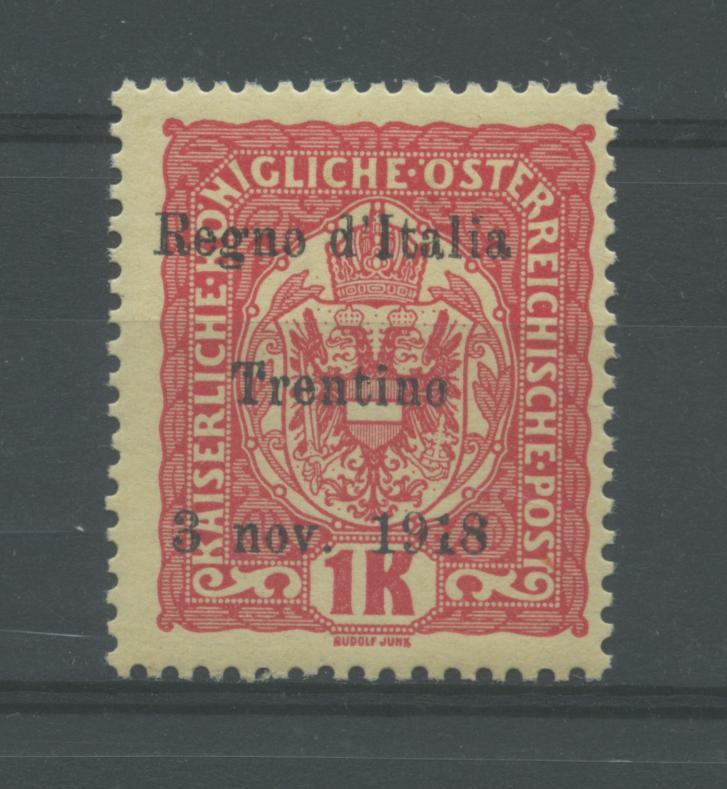 KAISERLICHE·KÖNIGLICHE·ÖSTERREICHISCHE·POST
Regno d'Italia
Trentino
3 nov. 1918
1K
RUDOLF JUNK